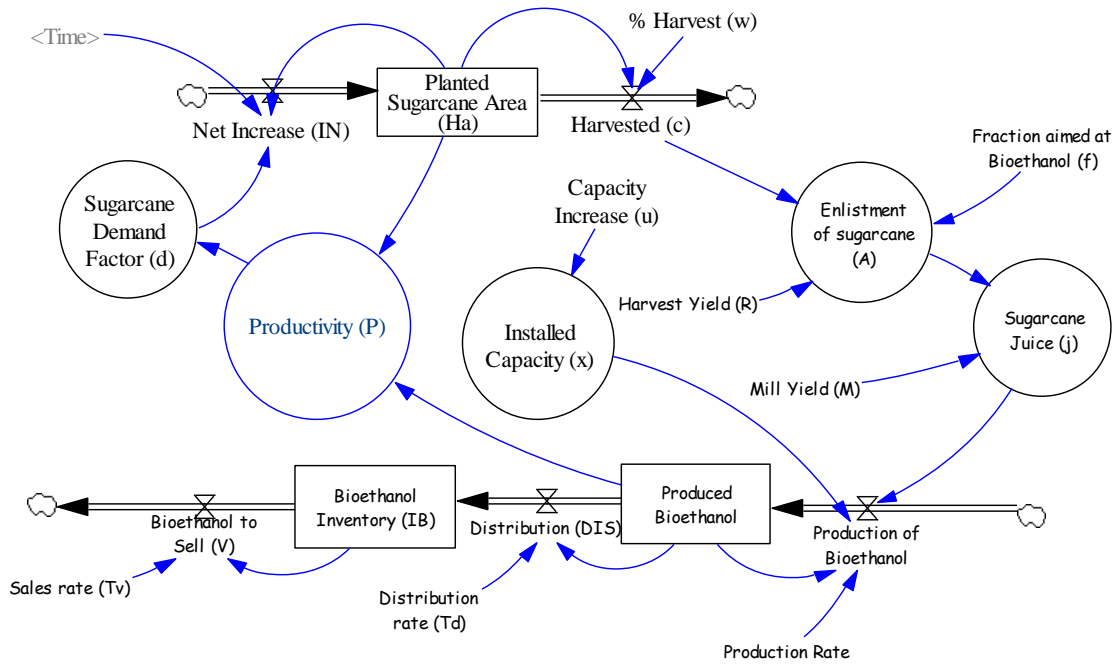 <Time>
% Harvest (w)
Planted
Sugarcane Area
(Ha)
Net Increase (IN)
Harvested (c)
Fraction aimed at
Bioethanol (f)
Sugarcane
Demand
Factor (d)
Capacity
Increase (u)
Enlistment
of sugarcane
(A)
Harvest Yield (R)
Productivity (P)
Installed
Capacity (x)
Sugarcane
Juice (j)
Mill Yield (M)
Bioethanol
Inventory (IB)
Produced
Bioethanol
Bioethanol to
Sell (V)
Distribution (DIS)
Production of
Bioethanol
Sales rate (Tv)
Distribution
rate (Td)
Production Rate